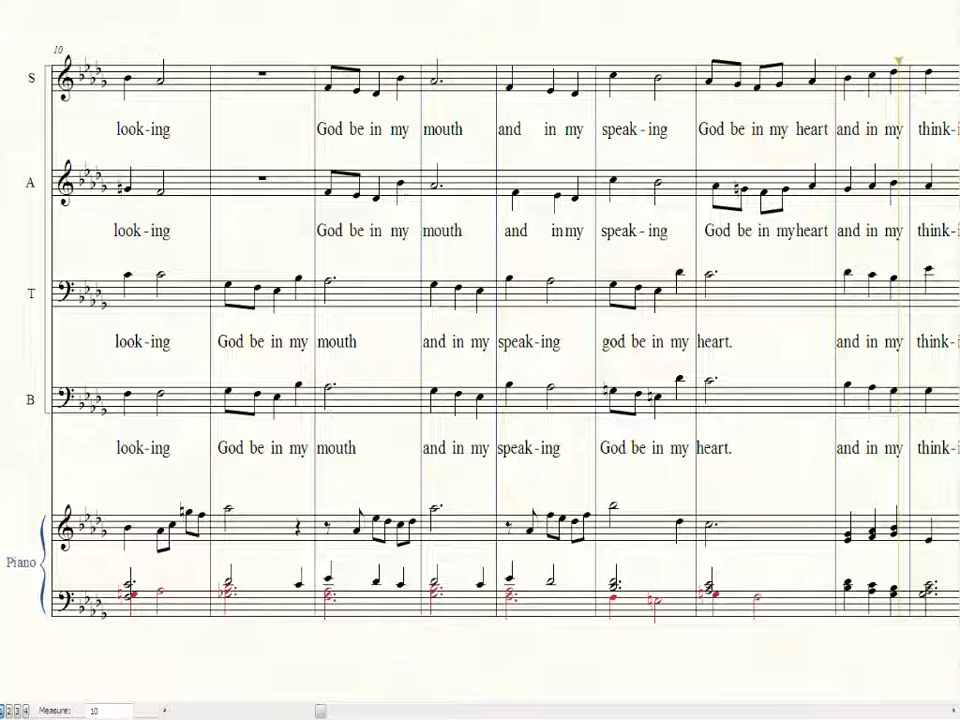 10
S
look-ing God be in my mouth and in my speak-ing God be in my heart and in my think-i
A
look-ing God be in my mouth and inmy speak-ing God be in myheart and in my think-i
T
look-ing God be in my mouth and in my speak-ing god be in my heart. and in my think-i
B
look-ing God be in my mouth and in my speak-ing God be in my heart. and in my think-i
Piano
1 2 3 4 Measure: 10